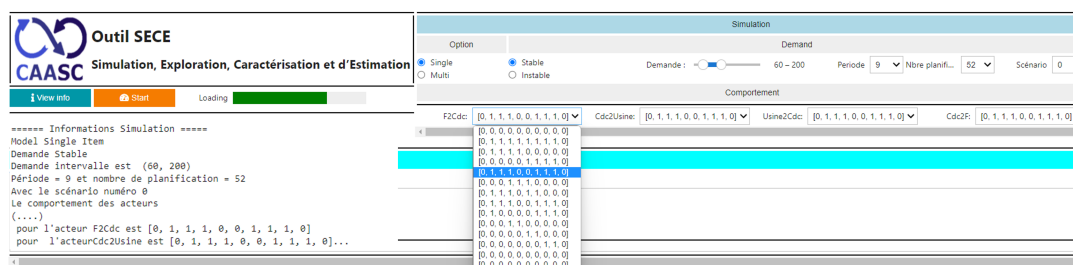 Outil SECE
Simulation, Exploration, Caractérisation et d'Estimation
CAASC
View info
Start
Loading
====== Informations Simulation =====
Model Single Item
Demande Stable
Demande intervalle est (60, 200)
Période = 9 et nombre de planification = 52
Avec le scénario numéro 0
Le comportement des acteurs
(....)
pour l'acteur F2Cdc est [0, 1, 1, 1, 0, 0, 1, 1, 1, 0]
pour l'acteurCdc2Usine est [0, 1, 1, 1, 0, 0, 1, 1, 1, 0]...
Simulation
Option
Demand
Single
Multi
Stable
Instable
Demande :
60 – 200
Periode
9
Nbre planifi...
52
Scénario
0
Comportement
F2Cdc: [0, 1, 1, 1, 0, 0, 1, 1, 1, 0]
Cdc2Usine: [0, 1, 1, 1, 0, 0, 1, 1, 1, 0]
Usine2Cdc: [0, 1, 1, 1, 0, 0, 1, 1, 1, 0]
Cdc2F: [0, 1, 1, 1, 0, 0, 1, 1, 1, 0]
[0, 0, 0, 0, 0, 0, 0, 0, 0, 0]
[0, 1, 1, 1, 1, 1, 1, 1, 1, 0]
[0, 1, 1, 1, 1, 0, 0, 0, 0, 0]
[0, 0, 0, 0, 0, 1, 1, 1, 1, 0]
[0, 1, 1, 1, 0, 0, 1, 1, 1, 0]
[0, 0, 0, 1, 1, 1, 0, 0, 0, 0]
[0, 1, 1, 1, 0, 1, 1, 0, 0, 0]
[0, 1, 1, 0, 0, 1, 1, 1, 0, 0]
[0, 1, 0, 0, 0, 0, 1, 1, 0, 0]
[0, 0, 0, 1, 1, 0, 0, 0, 0, 0]
[0, 0, 0, 0, 0, 1, 1, 0, 0, 0]
[0, 0, 0, 0, 0, 0, 0, 1, 1, 0]
[0, 0, 0, 0, 0, 0, 0, 0, 0, 0]